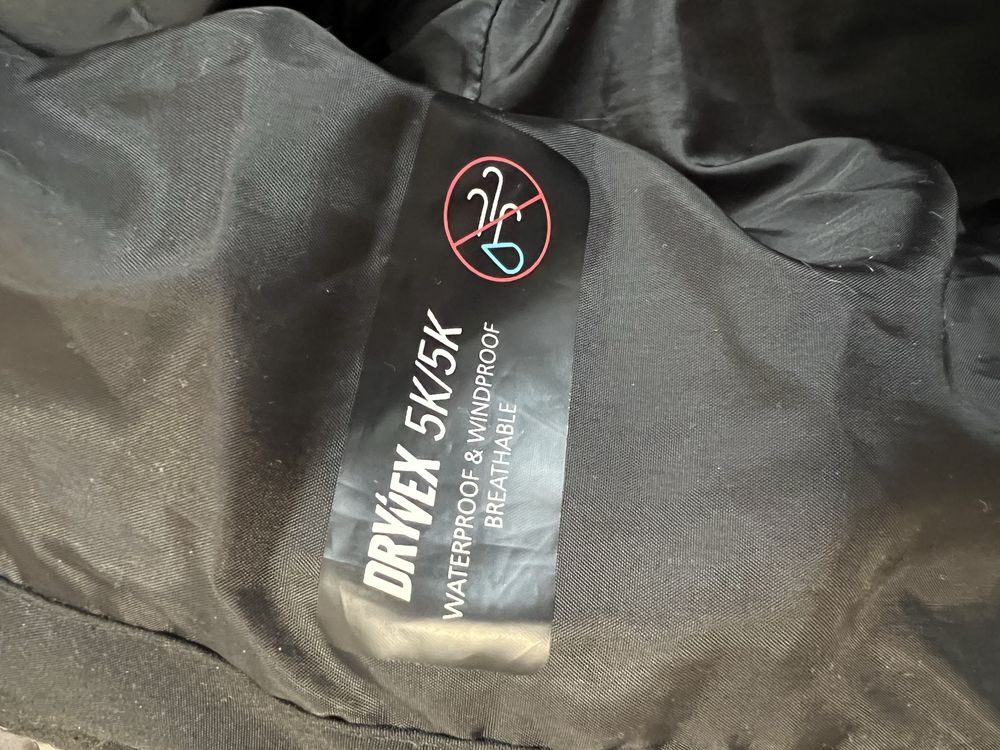 DRYVEX 5K/5K
WATERPROOF & WINDPROOF
BREATHABLE